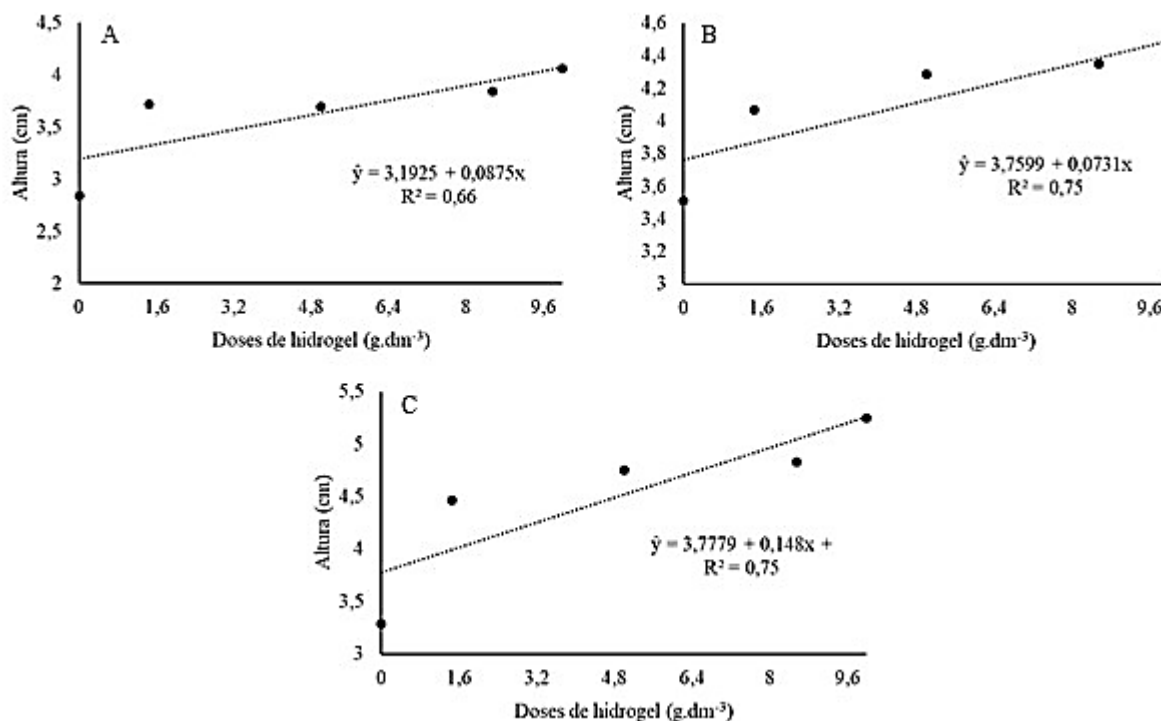 A
4,5
4
3,5
3
2,5
2
Altura (cm)
ŷ = 3,1925 + 0,0875x
R² = 0,66
0 1,6 3,2 4,8 6,4 8 9,6
Doses de hidrogel (g.dm⁻³)
B
4,6
4,4
4,2
4
3,8
3,6
3,4
3,2
3
Altura (cm)
ŷ = 3,7599 + 0,0731x
R² = 0,75
0 1,6 3,2 4,8 6,4 8 9,6
Doses de hidrogel (g.dm⁻³)
C
5,5
5
4,5
4
3,5
3
Altura (cm)
ŷ = 3,7779 + 0,148x +
R² = 0,75
0 1,6 3,2 4,8 6,4 8 9,6
Doses de hidrogel (g.dm⁻³)